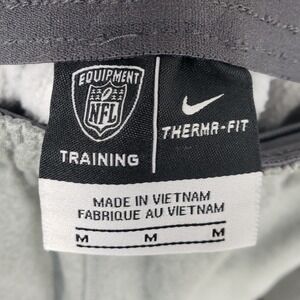 EQUIPMENT
NFL
TRAINING
THERMA-FIT
MADE IN VIETNAM
FABRIQUE AU VIETNAM
M M M